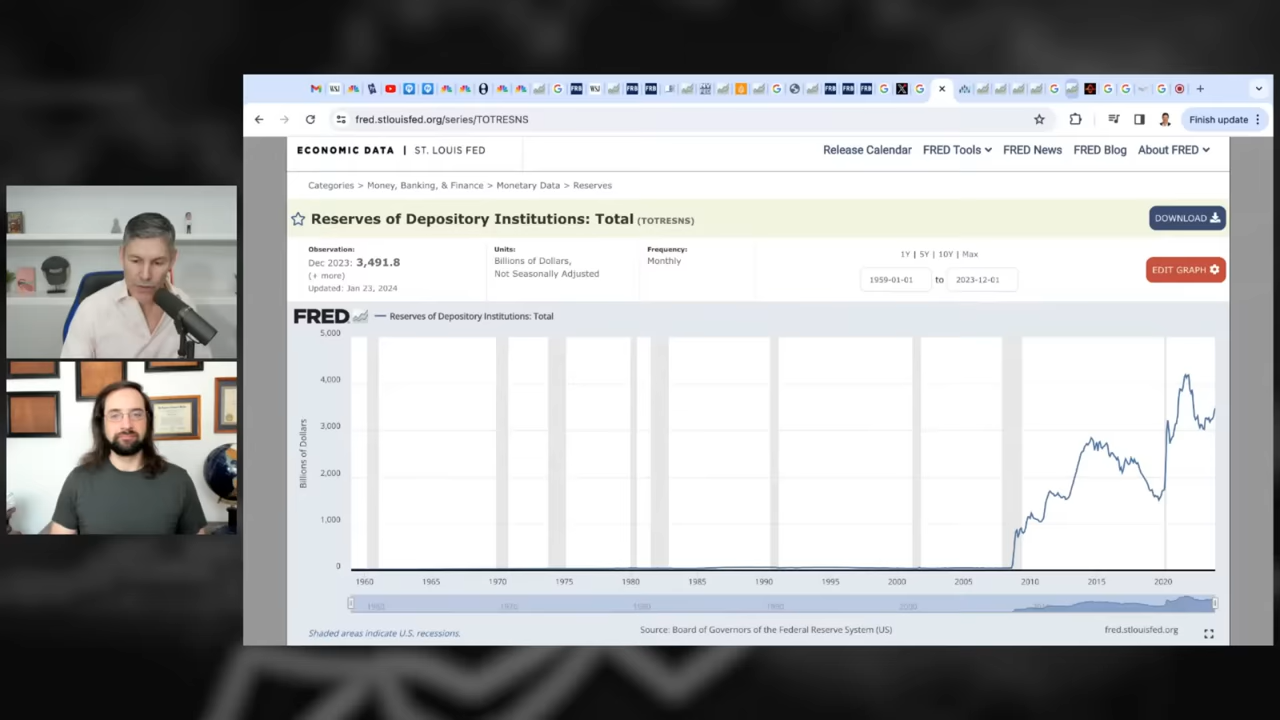 fred.stlouisfed.org/series/TOTRESNS
Finish update
ECONOMIC DATA | ST. LOUIS FED
Release Calendar FRED Tools FRED News FRED Blog About FRED
Categories > Money, Banking, & Finance > Monetary Data > Reserves
Reserves of Depository Institutions: Total (TOTRESNS)
DOWNLOAD
Observation:
Dec 2023: 3,491.8
(+ more)
Updated: Jan 23, 2024
Units:
Billions of Dollars,
Not Seasonally Adjusted
Frequency:
Monthly
1Y | 5Y | 10Y | Max
1959-01-01 to 2023-12-01
EDIT GRAPH
FRED
Reserves of Depository Institutions: Total
5,000
4,000
3,000
2,000
1,000
0
Billions of Dollars
1960 1965 1970 1975 1980 1985 1990 1995 2000 2005 2010 2015 2020
1970 1980 1990 2000
Shaded areas indicate U.S. recessions.
Source: Board of Governors of the Federal Reserve System (US)
fred.stlouisfed.org